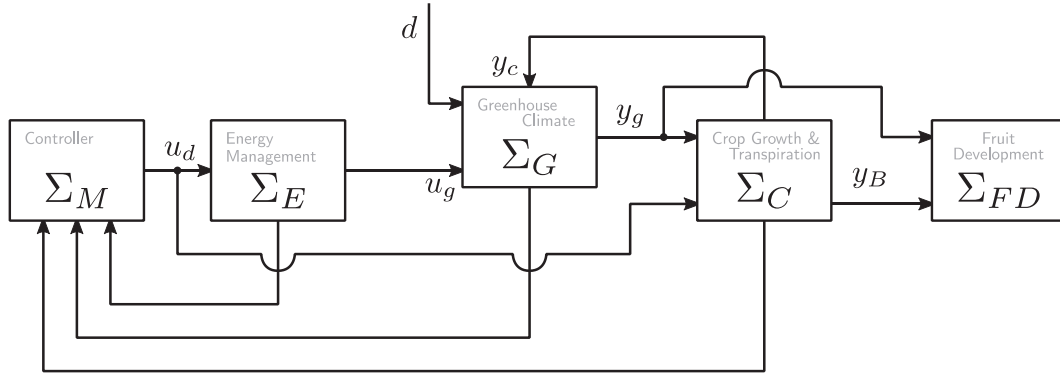 d
y_c
Greenhouse
Climate
Σ_G
y_g
Controller
Σ_M
u_d
Energy
Management
Σ_E
u_g
Crop Growth &
Transpiration
Σ_C
y_B
Fruit
Development
Σ_FD